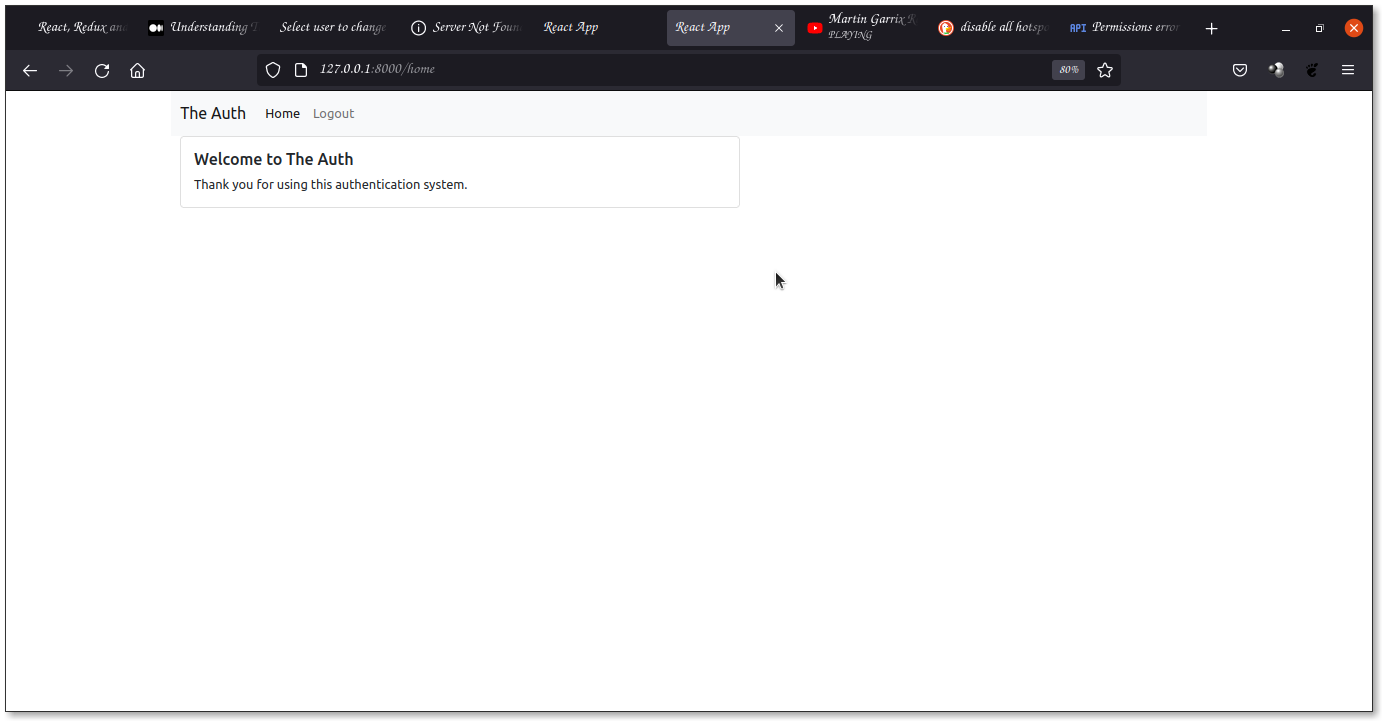 React, Redux and
Understanding
Select user to change
Server Not Foun
React App
React App
Martin Garrix R
PLAYING
disable all hotspo
API Permissions error
127.0.0.1:8000/home
80%
The Auth Home Logout
Welcome to The Auth
Thank you for using this authentication system.